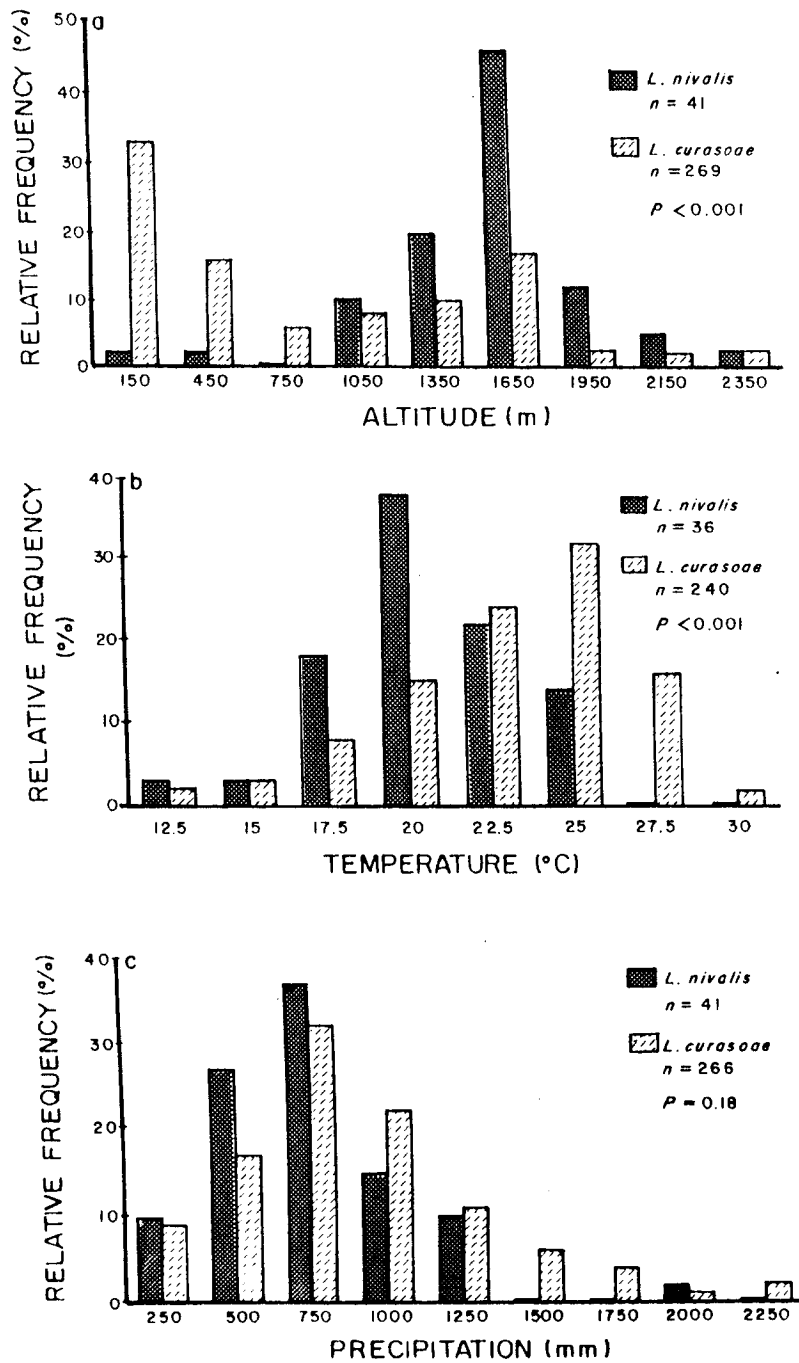 a
RELATIVE FREQUENCY (%)
50
40
30
20
10
0
L. nivalis
n = 41
L. curasoae
n = 269
P < 0.001
150 450 750 1050 1350 1650 1950 2150 2350
ALTITUDE (m)
b
RELATIVE FREQUENCY
(%)
40
30
20
10
0
L. nivalis
n = 36
L. curasoae
n = 240
P < 0.001
12.5 15 17.5 20 22.5 25 27.5 30
TEMPERATURE (°C)
c
RELATIVE FREQUENCY (%)
40
30
20
10
0
L. nivalis
n = 41
L. curasoae
n = 266
P = 0.18
250 500 750 1000 1250 1500 1750 2000 2250
PRECIPITATION (mm)